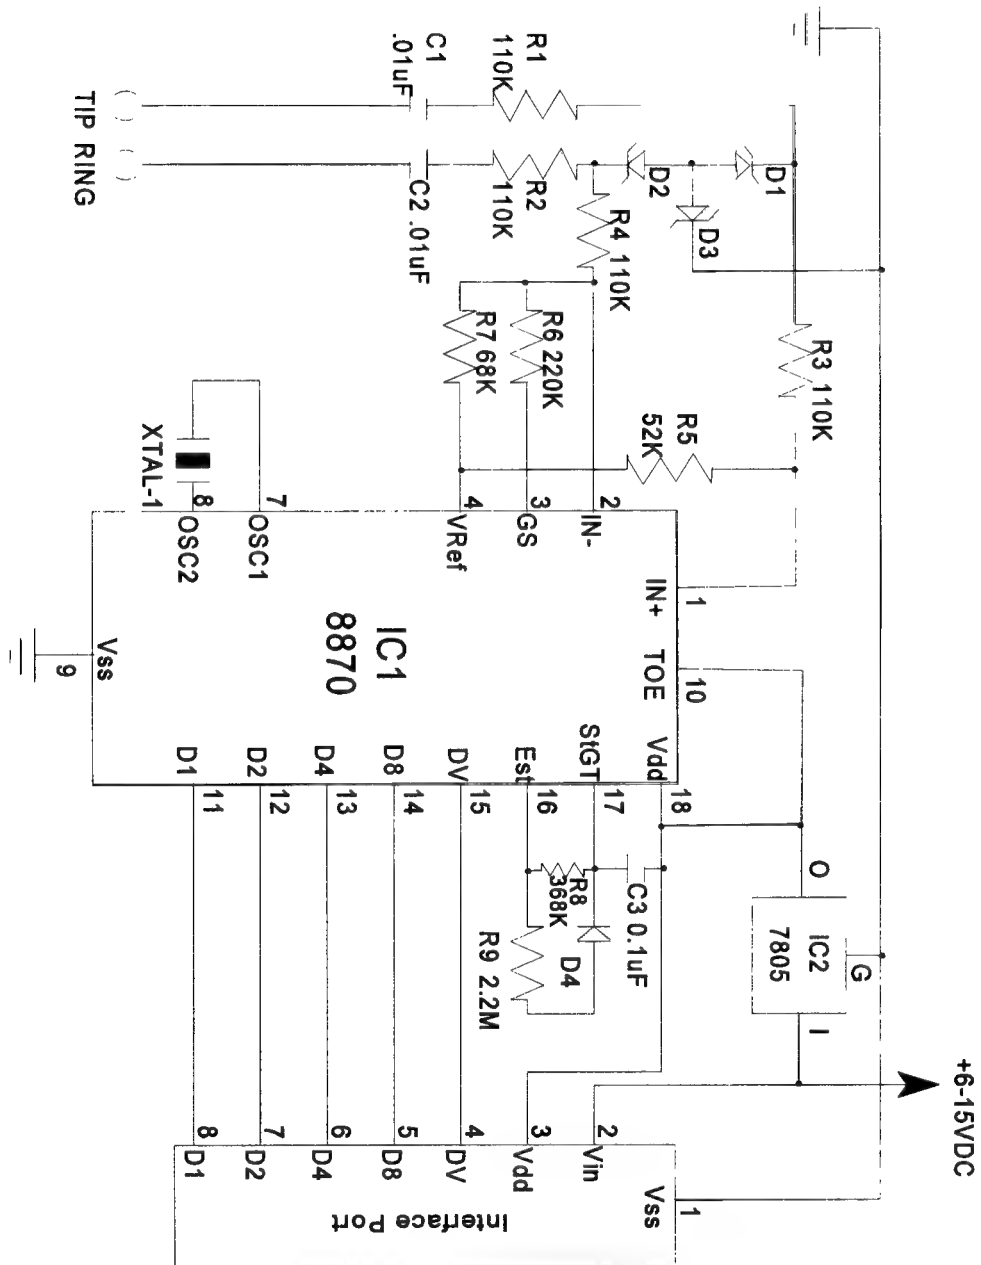 +6-15VDC
R1
110K
C1
.01uF
TIP RING
R2
110K
C2 .01uF
D1
D2
D3
R4 110K
R3 110K
R7 68K
R6 220K
R5
52K
XTAL-1
8
7
4
3
2
1
10
OSC2
OSC1
VRef
GS
IN-
IN+
TOE
IC1
8870
Vss
9
D1
D2
D4
D8
DV
Est
StGT
Vdd
11
12
13
14
15
16
17
18
R8
368K
C3 0.1uF
D4
R9 2.2M
O
IC2
7805
G
I
8
7
6
5
4
3
2
1
D1
D2
D4
D8
DV
Vdd
Vin
Vss
Interface Port